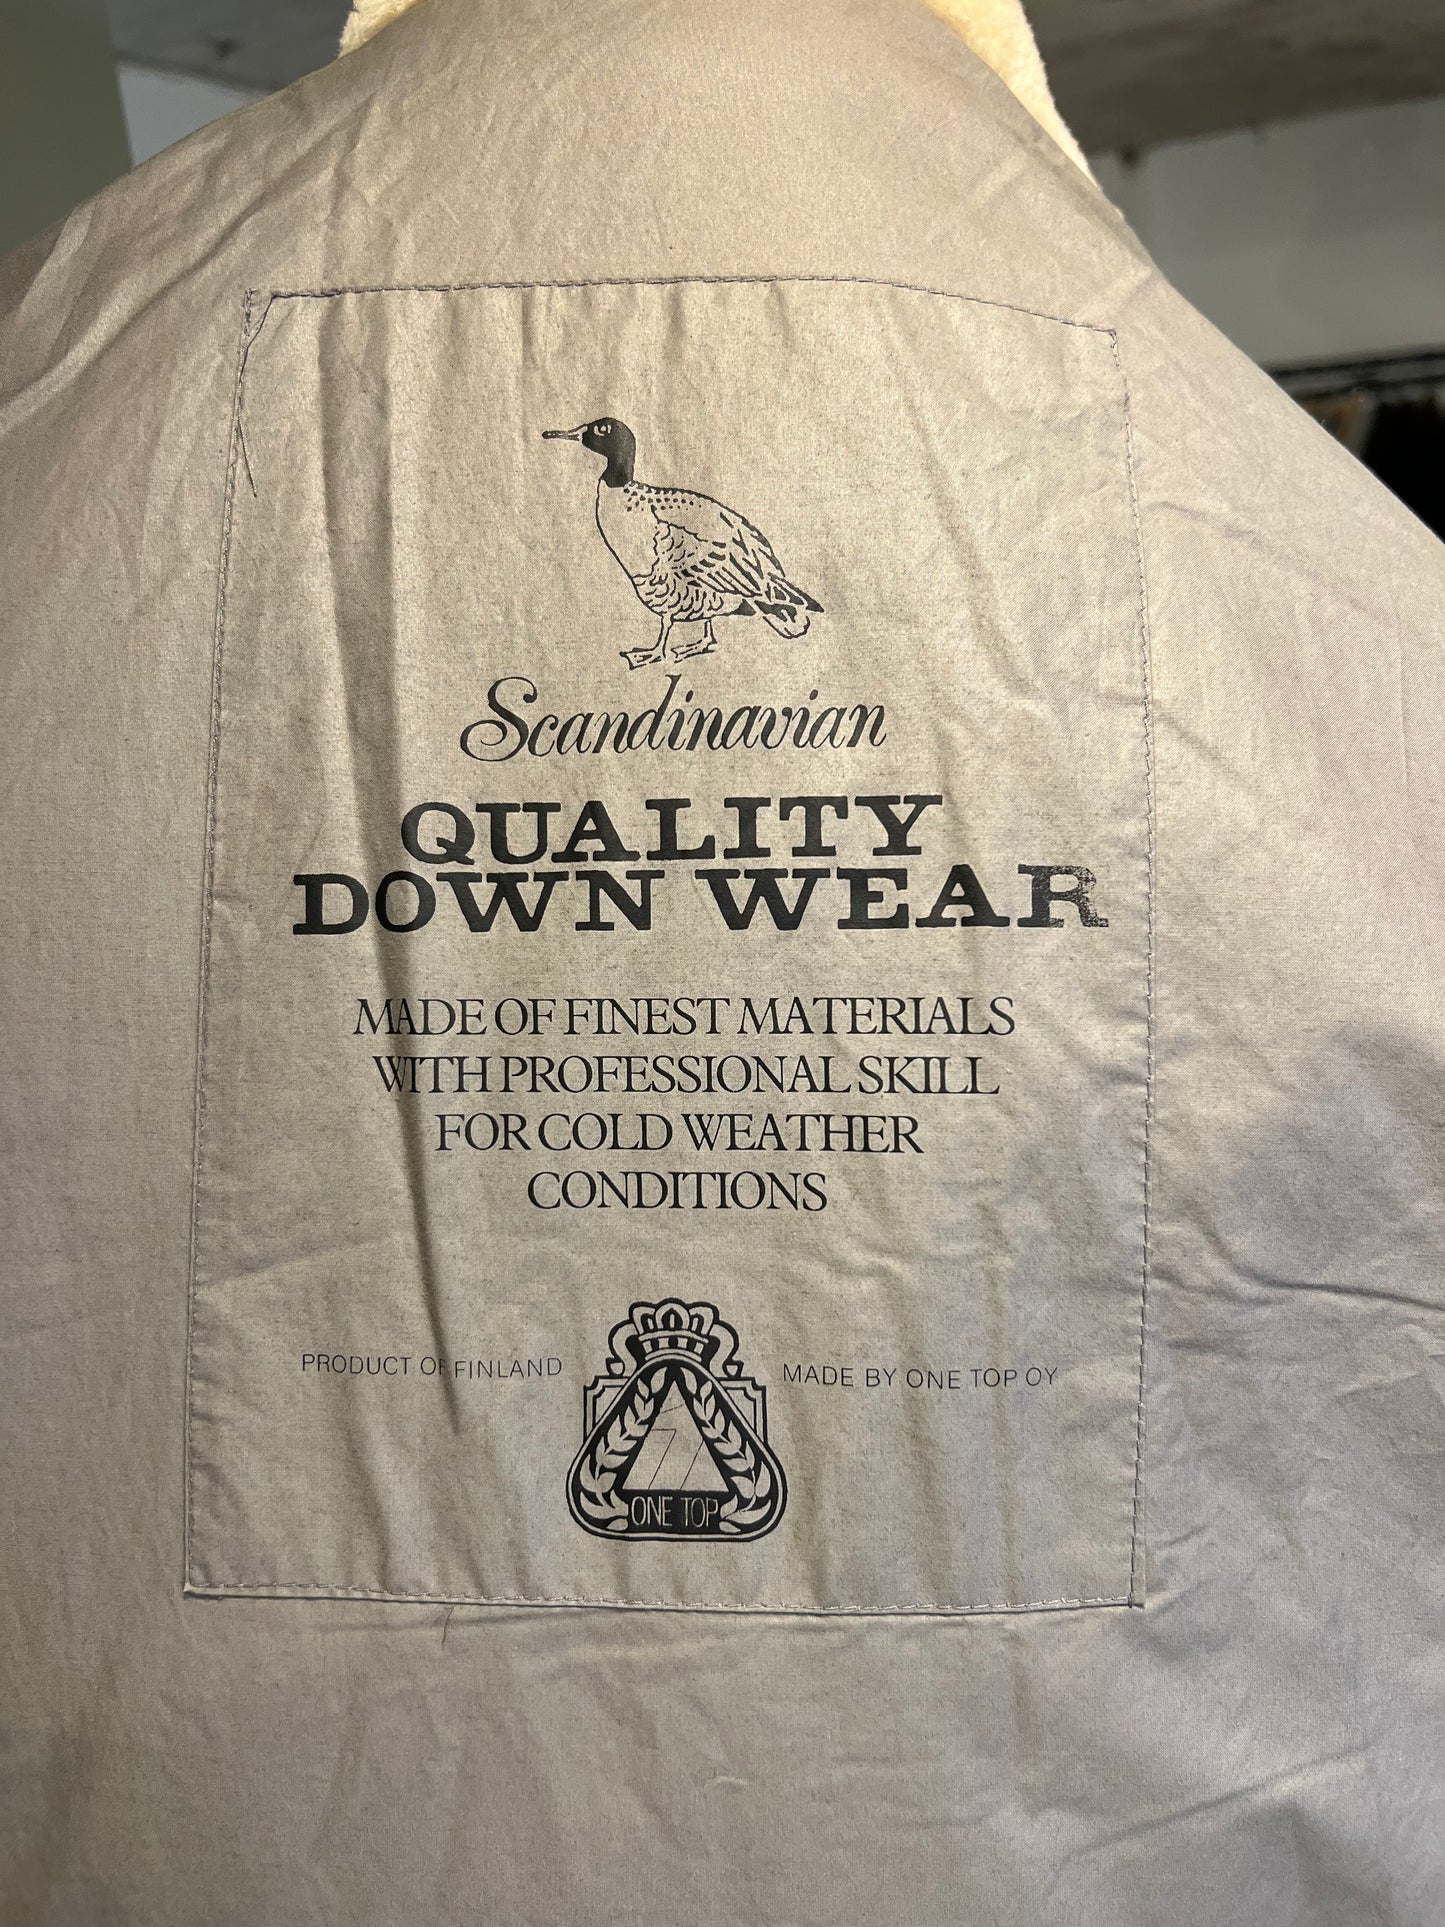 Scandinavian
QUALITY
DOWN WEAR
MADE OF FINEST MATERIALS
WITH PROFESSIONAL SKILL
FOR COLD WEATHER
CONDITIONS
PRODUCT OF FINLAND
MADE BY ONE TOP OY
ONE TOP